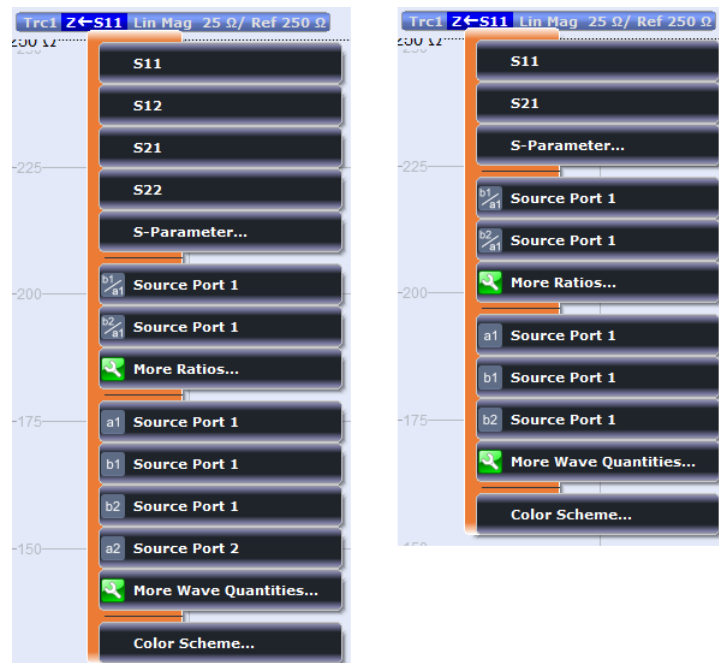 Trc1 Z←S11 Lin Mag 25 Ω/ Ref 250 Ω
250 Ω
S11
S12
S21
-225
S22
S-Parameter...
b1/a1 Source Port 1
-200
b2/a1 Source Port 1
More Ratios...
-175
a1 Source Port 1
b1 Source Port 1
b2 Source Port 1
-150
a2 Source Port 2
More Wave Quantities...
Color Scheme...
Trc1 Z←S11 Lin Mag 25 Ω/ Ref 250 Ω
250 Ω
S11
S21
S-Parameter...
-225
b1/a1 Source Port 1
b2/a1 Source Port 1
More Ratios...
-200
a1 Source Port 1
b1 Source Port 1
-175
b2 Source Port 1
More Wave Quantities...
Color Scheme...